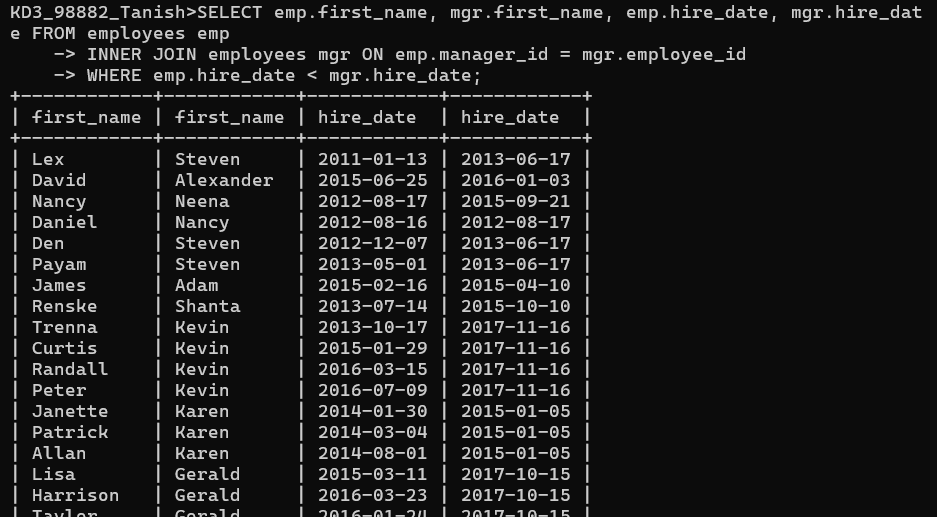 KD3_98882_Tanish>SELECT emp.first_name, mgr.first_name, emp.hire_date, mgr.hire_dat
e FROM employees emp
    -> INNER JOIN employees mgr ON emp.manager_id = mgr.employee_id
    -> WHERE emp.hire_date < mgr.hire_date;
+------------+------------+------------+------------+
| first_name | first_name | hire_date  | hire_date  |
+------------+------------+------------+------------+
| Lex        | Steven     | 2011-01-13 | 2013-06-17 |
| David      | Alexander  | 2015-06-25 | 2016-01-03 |
| Nancy      | Neena      | 2012-08-17 | 2015-09-21 |
| Daniel     | Nancy      | 2012-08-16 | 2012-08-17 |
| Den        | Steven     | 2012-12-07 | 2013-06-17 |
| Payam      | Steven     | 2013-05-01 | 2013-06-17 |
| James      | Adam       | 2015-02-16 | 2015-04-10 |
| Renske     | Shanta     | 2013-07-14 | 2015-10-10 |
| Trenna     | Kevin      | 2013-10-17 | 2017-11-16 |
| Curtis     | Kevin      | 2015-01-29 | 2017-11-16 |
| Randall    | Kevin      | 2016-03-15 | 2017-11-16 |
| Peter      | Kevin      | 2016-07-09 | 2017-11-16 |
| Janette    | Karen      | 2014-01-30 | 2015-01-05 |
| Patrick    | Karen      | 2014-03-04 | 2015-01-05 |
| Allan      | Karen      | 2014-08-01 | 2015-01-05 |
| Lisa       | Gerald     | 2015-03-11 | 2017-10-15 |
| Harrison   | Gerald     | 2016-03-23 | 2017-10-15 |
| Tayler     | Gerald     | 2016-01-24 | 2017-10-15 |